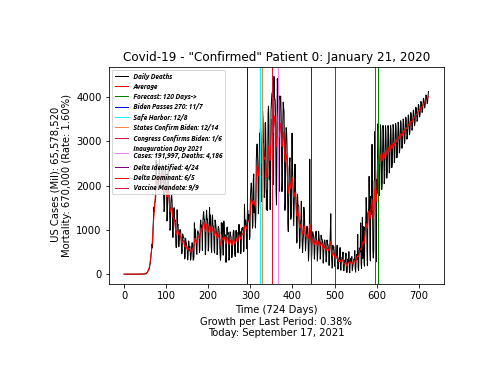 Covid-19 - "Confirmed" Patient 0: January 21, 2020
US Cases (Mil): 65,578,520
Mortality: 670,000 (Rate: 1.60%)
4000
3000
2000
1000
0
Daily Deaths
Average
Forecast: 120 Days->
Biden Passes 270: 11/7
Safe Harbor: 12/8
States Confirm Biden: 12/14
Congress Confirms Biden: 1/6
Inauguration Day 2021
Cases: 191,997, Deaths: 4,186
Delta Identified: 4/24
Delta Dominant: 6/5
Vaccine Mandate: 9/9
0 100 200 300 400 500 600 700
Time (724 Days)
Growth per Last Period: 0.38%
Today: September 17, 2021